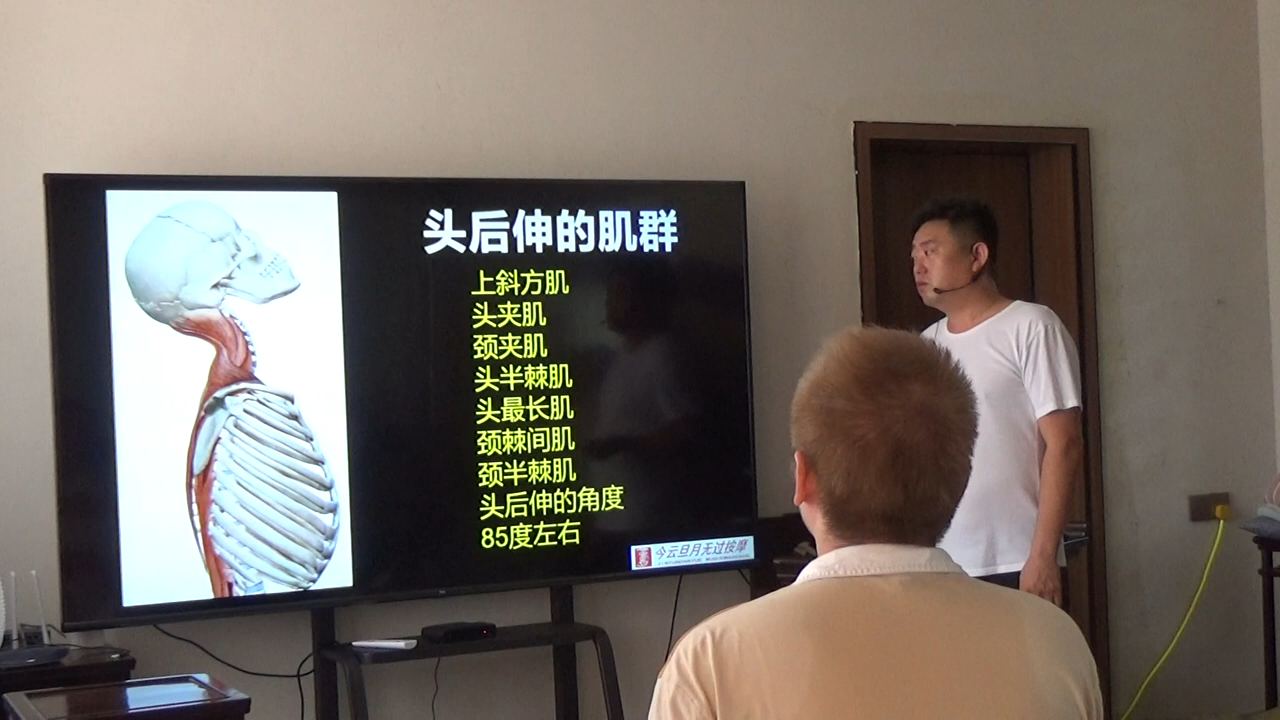 头后伸的肌群
上斜方肌
头夹肌
颈夹肌
头半棘肌
头最长肌
颈棘间肌
颈半棘肌
头后伸的角度
85度左右
今云旦月无过按摩